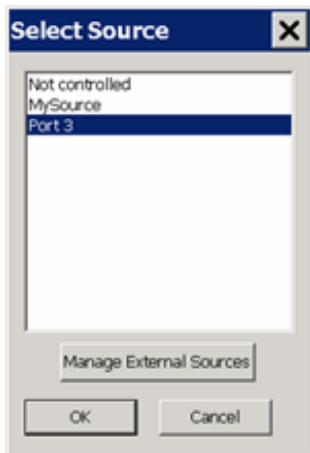 Select Source
Not controlled
MySource
Port 3
Manage External Sources
OK
Cancel